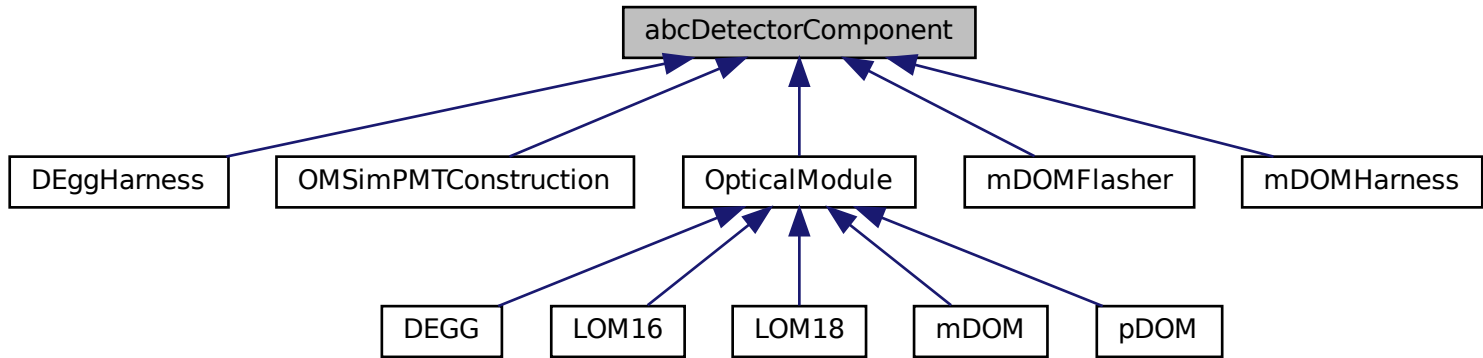 abcDetectorComponent
DEggHarness
OMSimPMTConstruction
OpticalModule
mDOMFlasher
mDOMHarness
DEGG
LOM16
LOM18
mDOM
pDOM